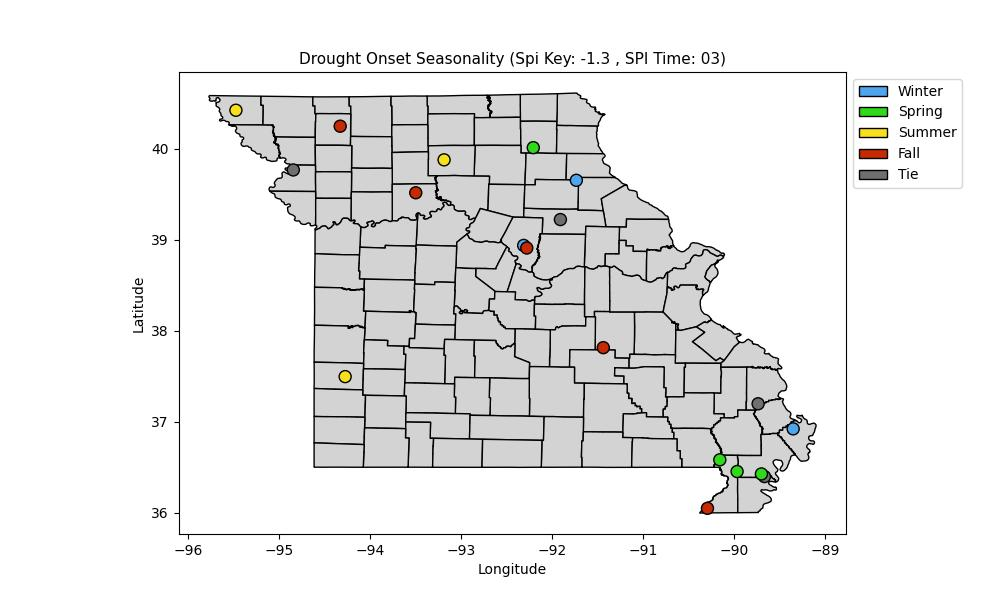 Drought Onset Seasonality (Spi Key: -1.3 , SPI Time: 03)
Winter
Spring
Summer
Fall
Tie
40
39
38
37
36
Latitude
−96 −95 −94 −93 −92 −91 −90 −89
Longitude